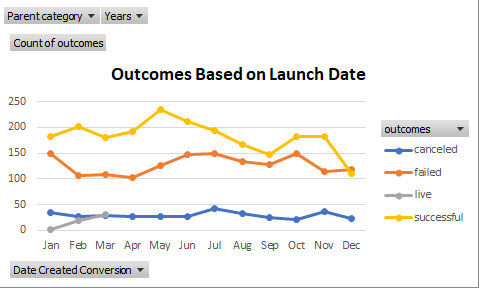 Parent category Years
Count of outcomes
Outcomes Based on Launch Date
250
200
150
100
50
0
Jan Feb Mar Apr May Jun Jul Aug Sep Oct Nov Dec
outcomes
canceled
failed
live
successful
Date Created Conversion